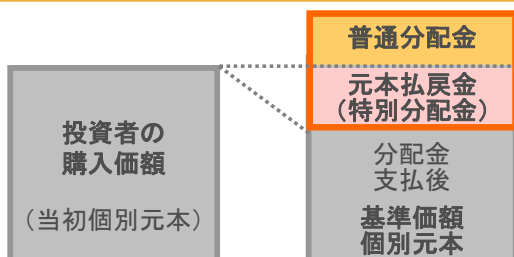 普通分配金
元本払戻金
（特別分配金）
投資者の
購入価額
（当初個別元本）
分配金
支払後
基準価額
個別元本